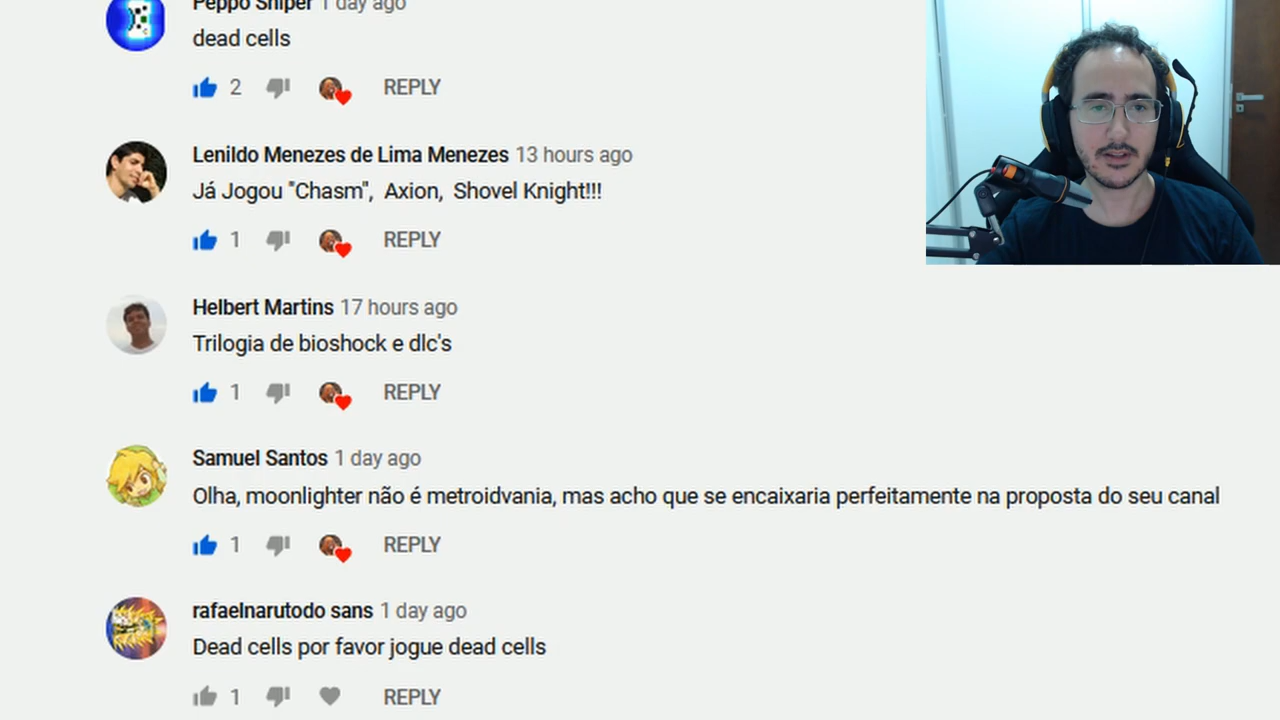 Peppo Sniper 1 day ago
dead cells
2 REPLY
Lenildo Menezes de Lima Menezes 13 hours ago
Já Jogou "Chasm", Axion, Shovel Knight!!!
1 REPLY
Helbert Martins 17 hours ago
Trilogia de bioshock e dlc's
1 REPLY
Samuel Santos 1 day ago
Olha, moonlighter não é metroidvania, mas acho que se encaixaria perfeitamente na proposta do seu canal
1 REPLY
rafaelnarutodo sans 1 day ago
Dead cells por favor jogue dead cells
1 REPLY